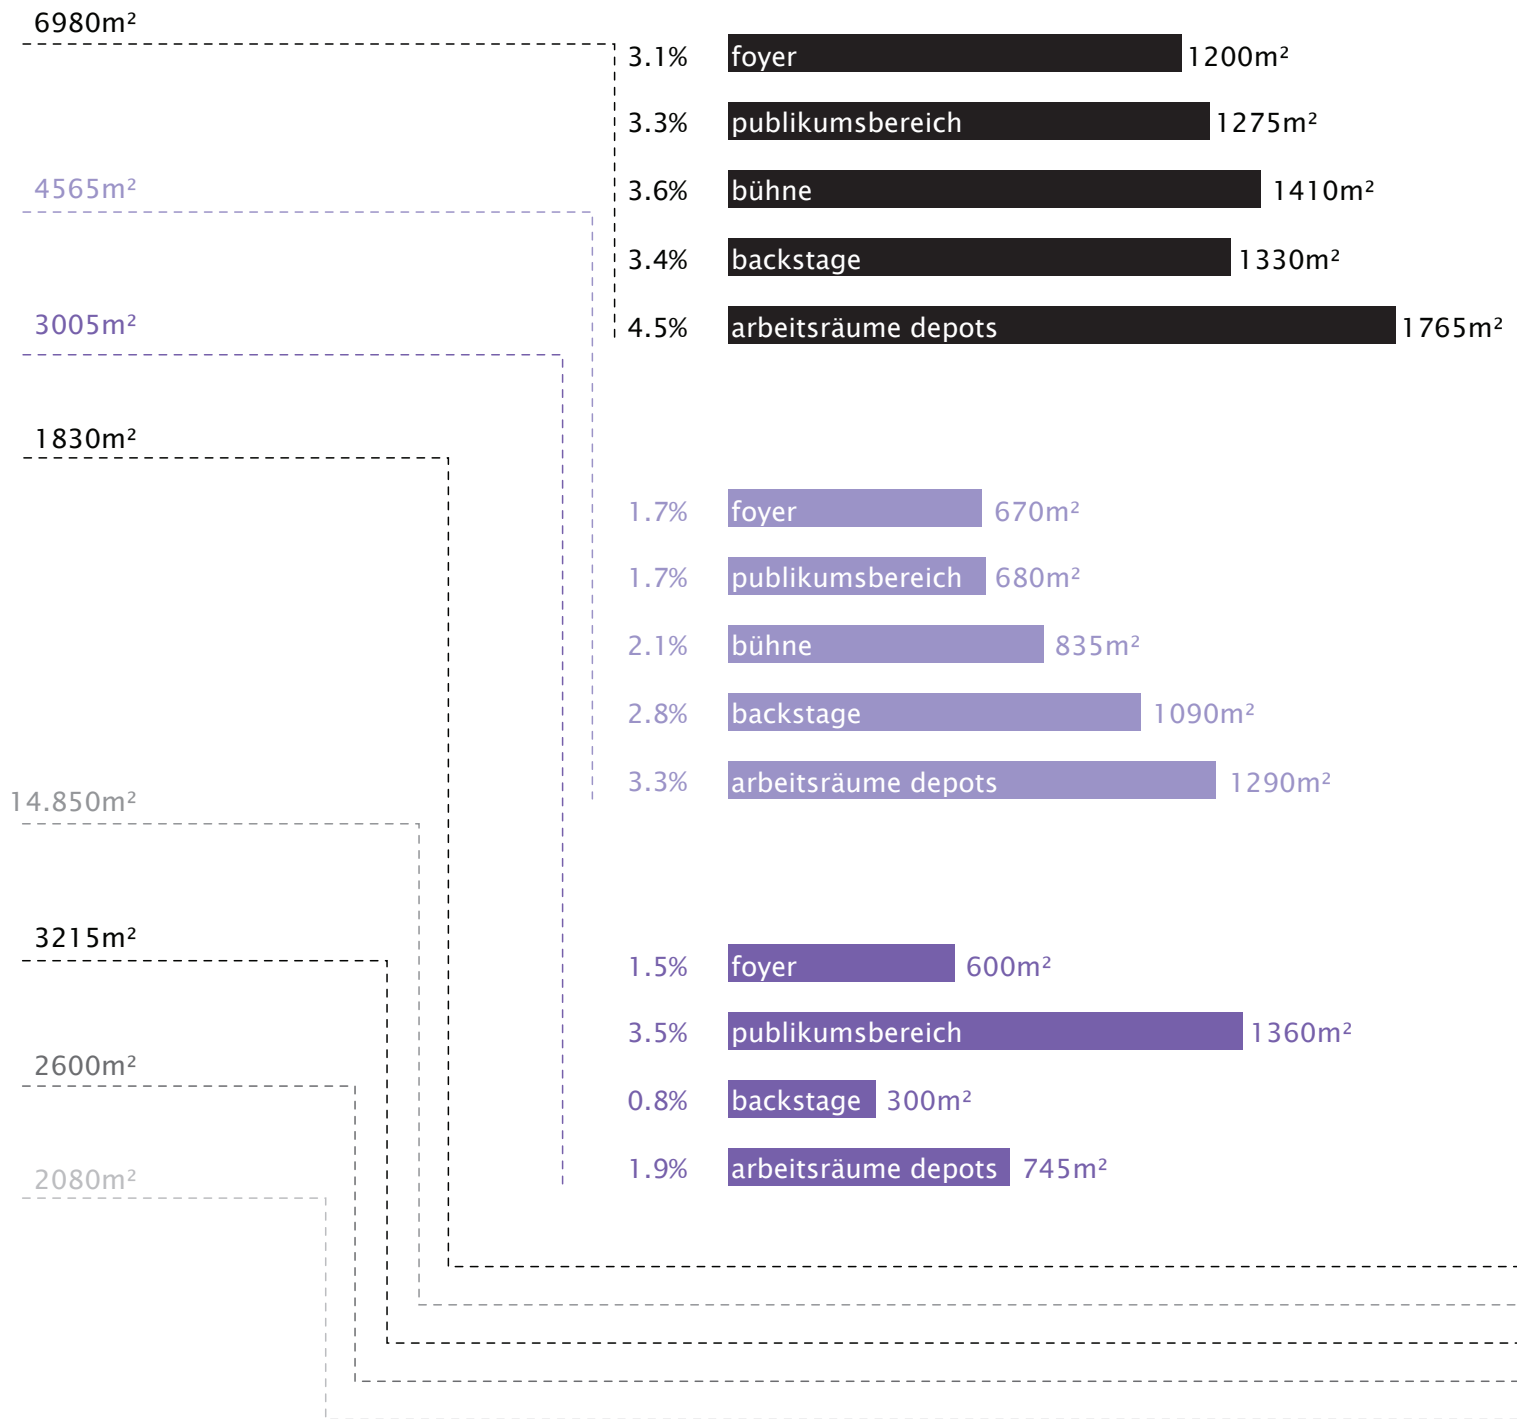 6980m²
3.1% foyer 1200m²
3.3% publikumsbereich 1275m²
4565m²
3.6% bühne 1410m²
3.4% backstage 1330m²
3005m²
4.5% arbeitsräume depots 1765m²
1830m²
1.7% foyer 670m²
1.7% publikumsbereich 680m²
2.1% bühne 835m²
2.8% backstage 1090m²
3.3% arbeitsräume depots 1290m²
14.850m²
3215m²
1.5% foyer 600m²
3.5% publikumsbereich 1360m²
2600m²
0.8% backstage 300m²
1.9% arbeitsräume depots 745m²
2080m²